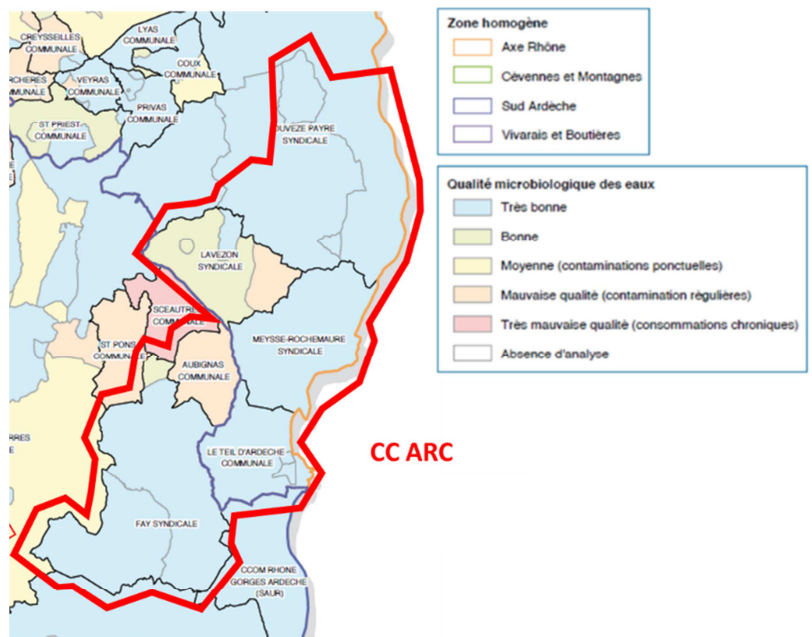 CREYSSEILLES
COMMUNALE
LYAS
COMMUNALE
COUX
COMMUNALE
RCHERES
MMUNALE
VEYRAS
COMMUNALE
PRIVAS
COMMUNALE
ST PRIEST
COMMUNALE
OUVEZE PAYRE
SYNDICALE
LAVEZON
SYNDICALE
SCEAUTRE
COMMUNALE
ST PONS
COMMUNALE
MEYSSE-ROCHEMAURE
SYNDICALE
AUBIGNAS
COMMUNALE
ERRES
LE TEIL D'ARDECHE
COMMUNALE
FAY SYNDICALE
CCOM RHONE
GORGES ARDECHE
(SAUR)
CC ARC
Zone homogène
Axe Rhône
Cévennes et Montagnes
Sud Ardèche
Vivarais et Boutières
Qualité microbiologique des eaux
Très bonne
Bonne
Moyenne (contaminations ponctuelles)
Mauvaise qualité (contamination régulières)
Très mauvaise qualité (consommations chroniques)
Absence d'analyse